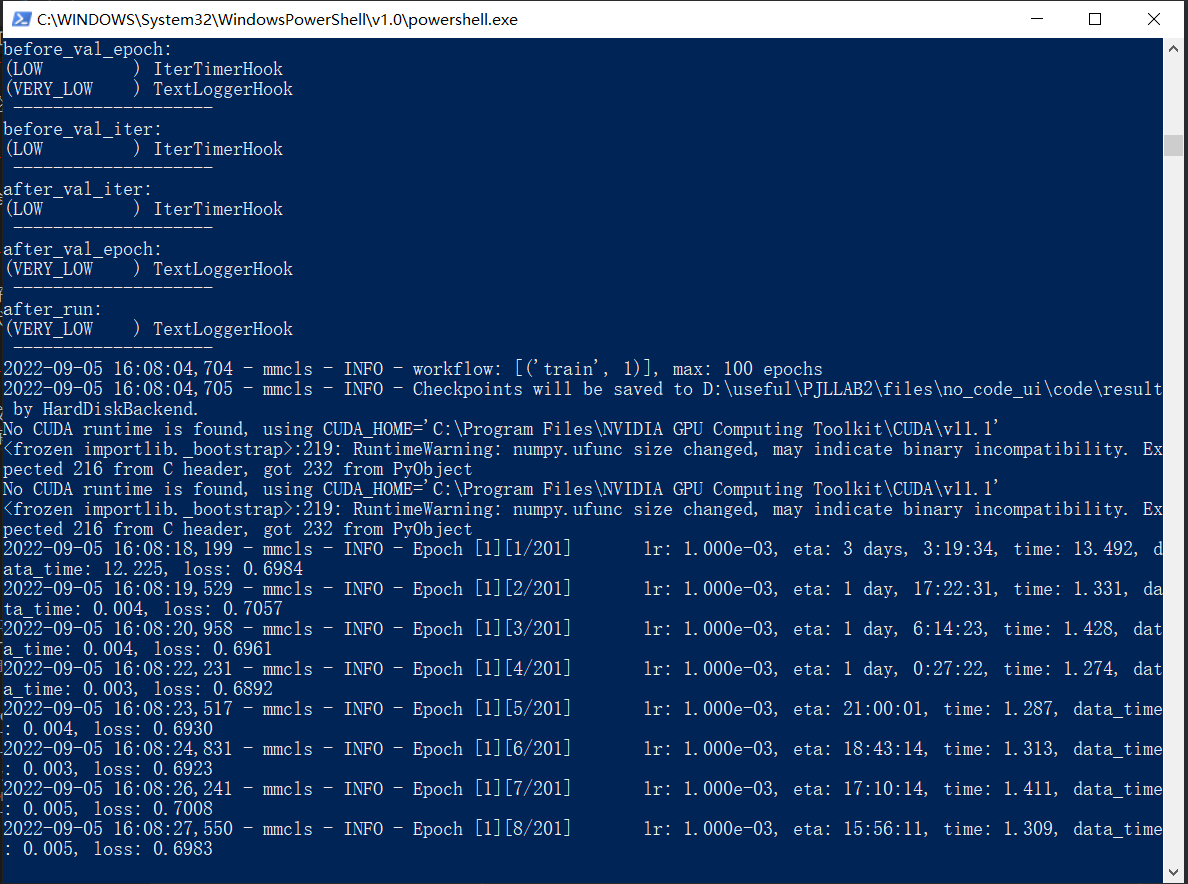 C:\WINDOWS\System32\WindowsPowerShell\v1.0\powershell.exe
before_val_epoch:
(LOW         ) IterTimerHook
(VERY_LOW    ) TextLoggerHook
--------------------
before_val_iter:
(LOW         ) IterTimerHook
--------------------
after_val_iter:
(LOW         ) IterTimerHook
--------------------
after_val_epoch:
(VERY_LOW    ) TextLoggerHook
--------------------
after_run:
(VERY_LOW    ) TextLoggerHook
--------------------
2022-09-05 16:08:04,704 - mmcls - INFO - workflow: [('train', 1)], max: 100 epochs
2022-09-05 16:08:04,705 - mmcls - INFO - Checkpoints will be saved to D:\useful\PJLLAB2\files\no_code_ui\code\result
by HardDiskBackend.
No CUDA runtime is found, using CUDA_HOME='C:\Program Files\NVIDIA GPU Computing Toolkit\CUDA\v11.1'
<frozen importlib._bootstrap>:219: RuntimeWarning: numpy.ufunc size changed, may indicate binary incompatibility. Ex
pected 216 from C header, got 232 from PyObject
No CUDA runtime is found, using CUDA_HOME='C:\Program Files\NVIDIA GPU Computing Toolkit\CUDA\v11.1'
<frozen importlib._bootstrap>:219: RuntimeWarning: numpy.ufunc size changed, may indicate binary incompatibility. Ex
pected 216 from C header, got 232 from PyObject
2022-09-05 16:08:18,199 - mmcls - INFO - Epoch [1][1/201]       lr: 1.000e-03, eta: 3 days, 3:19:34, time: 13.492, d
ata_time: 12.225, loss: 0.6984
2022-09-05 16:08:19,529 - mmcls - INFO - Epoch [1][2/201]       lr: 1.000e-03, eta: 1 day, 17:22:31, time: 1.331, da
ta_time: 0.004, loss: 0.7057
2022-09-05 16:08:20,958 - mmcls - INFO - Epoch [1][3/201]       lr: 1.000e-03, eta: 1 day, 6:14:23, time: 1.428, dat
a_time: 0.004, loss: 0.6961
2022-09-05 16:08:22,231 - mmcls - INFO - Epoch [1][4/201]       lr: 1.000e-03, eta: 1 day, 0:27:22, time: 1.274, dat
a_time: 0.003, loss: 0.6892
2022-09-05 16:08:23,517 - mmcls - INFO - Epoch [1][5/201]       lr: 1.000e-03, eta: 21:00:01, time: 1.287, data_time
: 0.004, loss: 0.6930
2022-09-05 16:08:24,831 - mmcls - INFO - Epoch [1][6/201]       lr: 1.000e-03, eta: 18:43:14, time: 1.313, data_time
: 0.003, loss: 0.6923
2022-09-05 16:08:26,241 - mmcls - INFO - Epoch [1][7/201]       lr: 1.000e-03, eta: 17:10:14, time: 1.411, data_time
: 0.005, loss: 0.7008
2022-09-05 16:08:27,550 - mmcls - INFO - Epoch [1][8/201]       lr: 1.000e-03, eta: 15:56:11, time: 1.309, data_time
: 0.005, loss: 0.6983